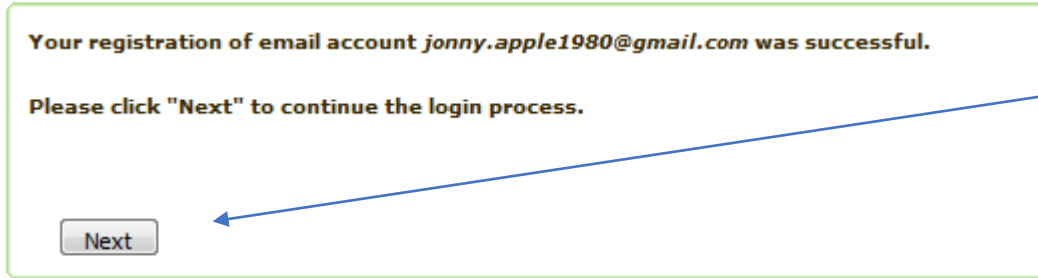 Your registration of email account jonny.apple1980@gmail.com was successful.
Please click "Next" to continue the login process.
Next